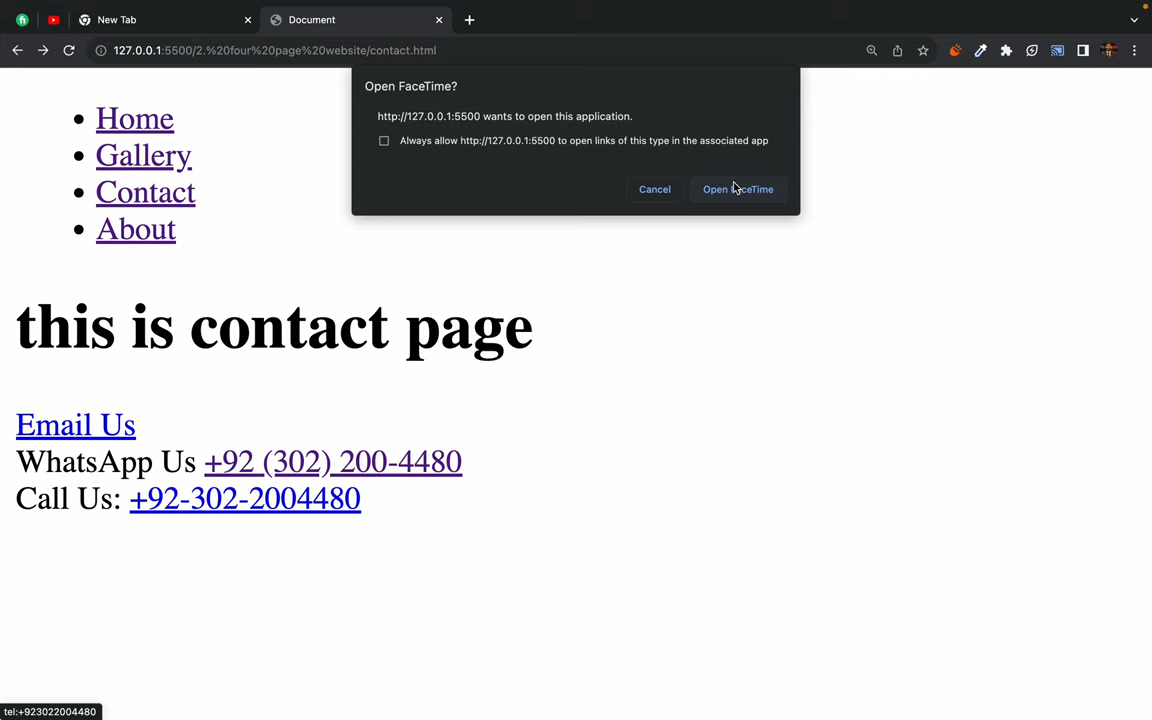 New Tab
Document
127.0.0.1:5500/2.%20four%20page%20website/contact.html
Open FaceTime?
http://127.0.0.1:5500 wants to open this application.
Always allow http://127.0.0.1:5500 to open links of this type in the associated app
Cancel
Open FaceTime
Home
Gallery
Contact
About
this is contact page
Email Us
WhatsApp Us +92 (302) 200-4480
Call Us: +92-302-2004480
tel:+923022004480